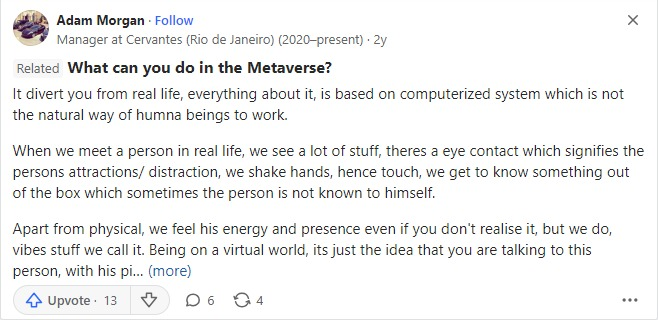 Adam Morgan · Follow
Manager at Cervantes (Rio de Janeiro) (2020–present) · 2y
Related What can you do in the Metaverse?
It divert you from real life, everything about it, is based on computerized system which is not
the natural way of humna beings to work.
When we meet a person in real life, we see a lot of stuff, theres a eye contact which signifies the
persons attractions/ distraction, we shake hands, hence touch, we get to know something out
of the box which sometimes the person is not known to himself.
Apart from physical, we feel his energy and presence even if you don't realise it, but we do,
vibes stuff we call it. Being on a virtual world, its just the idea that you are talking to this
person, with his pi... (more)
Upvote · 13 6 4